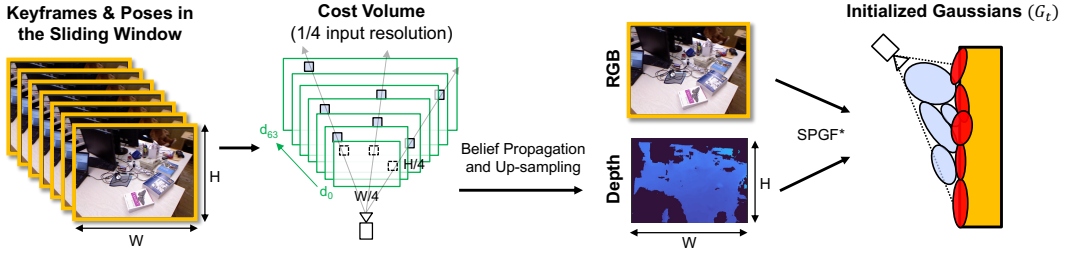 Keyframes & Poses in
the Sliding Window
H
W
Cost Volume
(1/4 input resolution)
d63
d0
H/4
W/4
Belief Propagation
and Up-sampling
RGB
Depth
H
W
SPGF*
Initialized Gaussians (Gt)